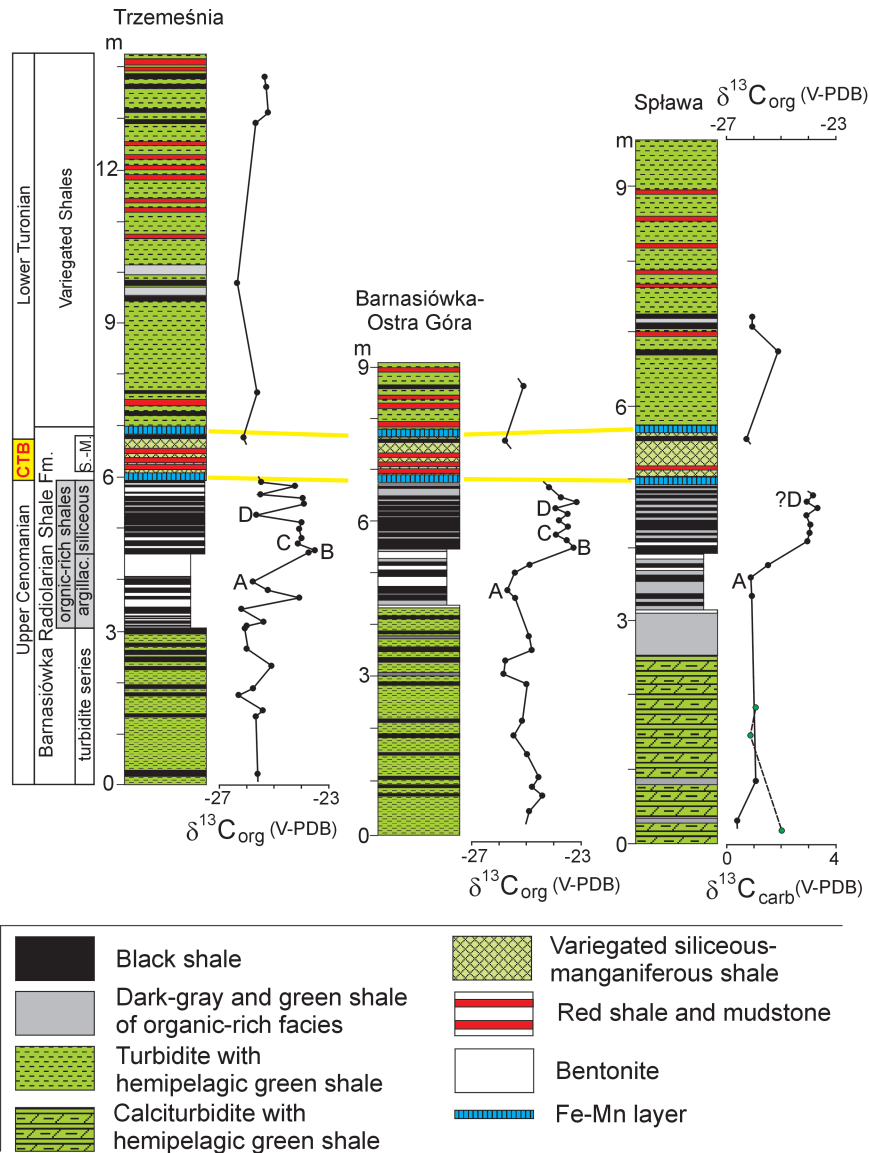 Trzemeśnia
m
12
9
6
3
0
Lower Turonian
Variegated Shales
CTB
S.-M.
Upper Cenomanian
Barnasiówka Radiolarian Shale Fm.
orgnic-rich shales
argillac.
siliceous
turbidite series
D
C
B
A
-27
-23
δ13Corg (V-PDB)
Barnasiówka-
Ostra Góra
m
9
6
3
0
D
C
B
A
-27
-23
δ13Corg (V-PDB)
Spława
δ13Corg (V-PDB)
-27
-23
m
9
6
3
0
?D
A
0
4
δ13Ccarb (V-PDB)
Black shale
Dark-gray and green shale
of organic-rich facies
Turbidite with
hemipelagic green shale
Calciturbidite with
hemipelagic green shale
Variegated siliceous-
manganiferous shale
Red shale and mudstone
Bentonite
Fe-Mn layer